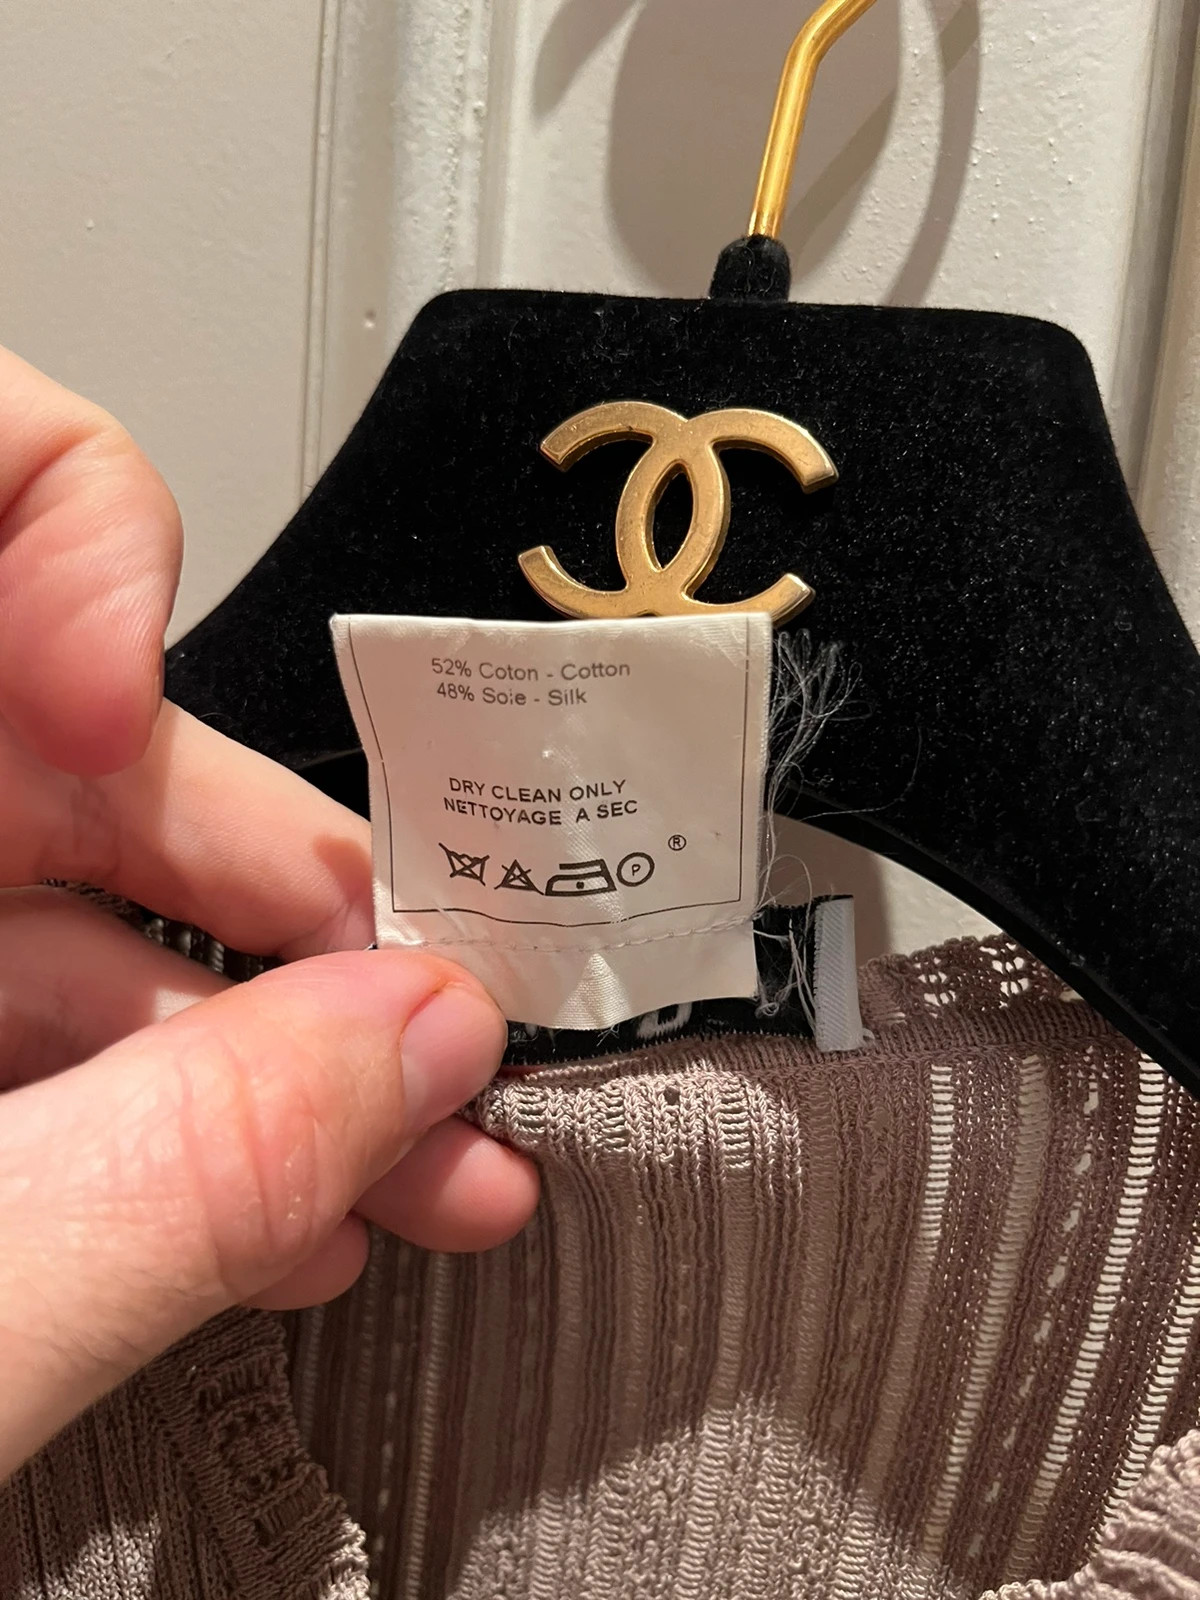 52% Coton - Cotton
48% Soie - Silk
DRY CLEAN ONLY
NETTOYAGE A SEC
P ®